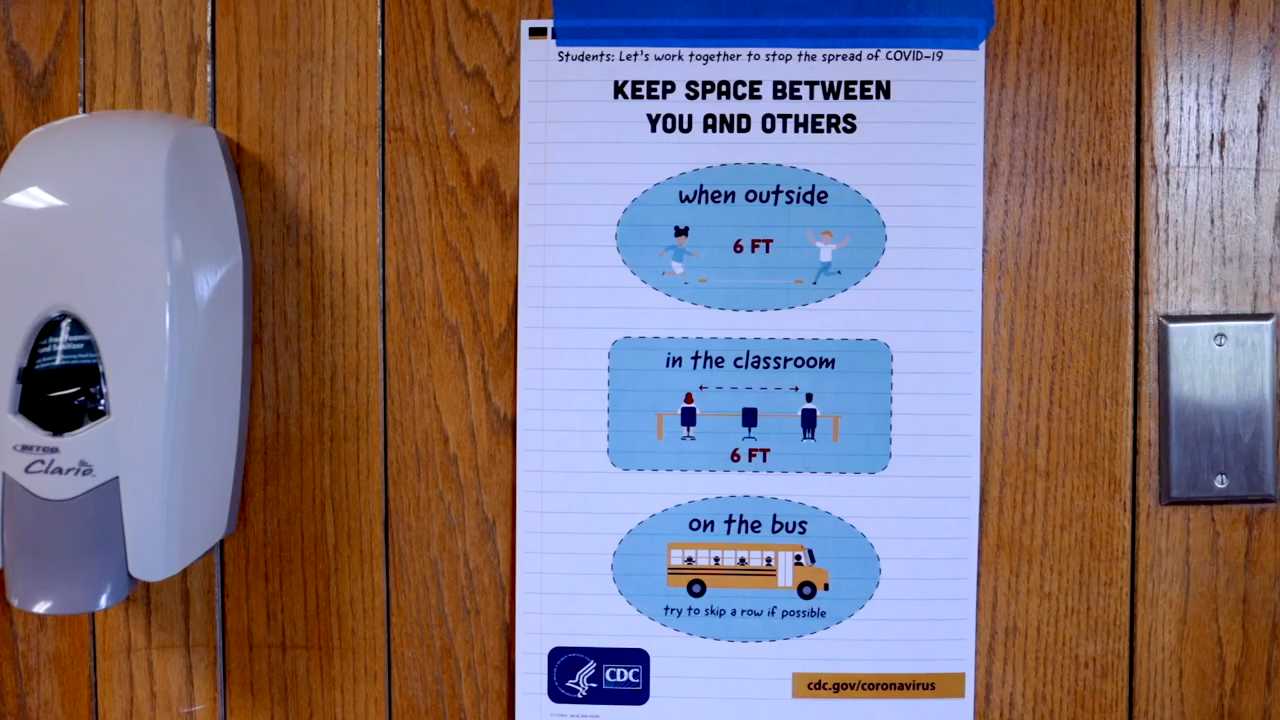 Students: Let's work together to stop the spread of COVID-19
KEEP SPACE BETWEEN
YOU AND OTHERS
when outside
6 FT
in the classroom
6 FT
on the bus
try to skip a row if possible
CDC
cdc.gov/coronavirus
BETCO
Clario